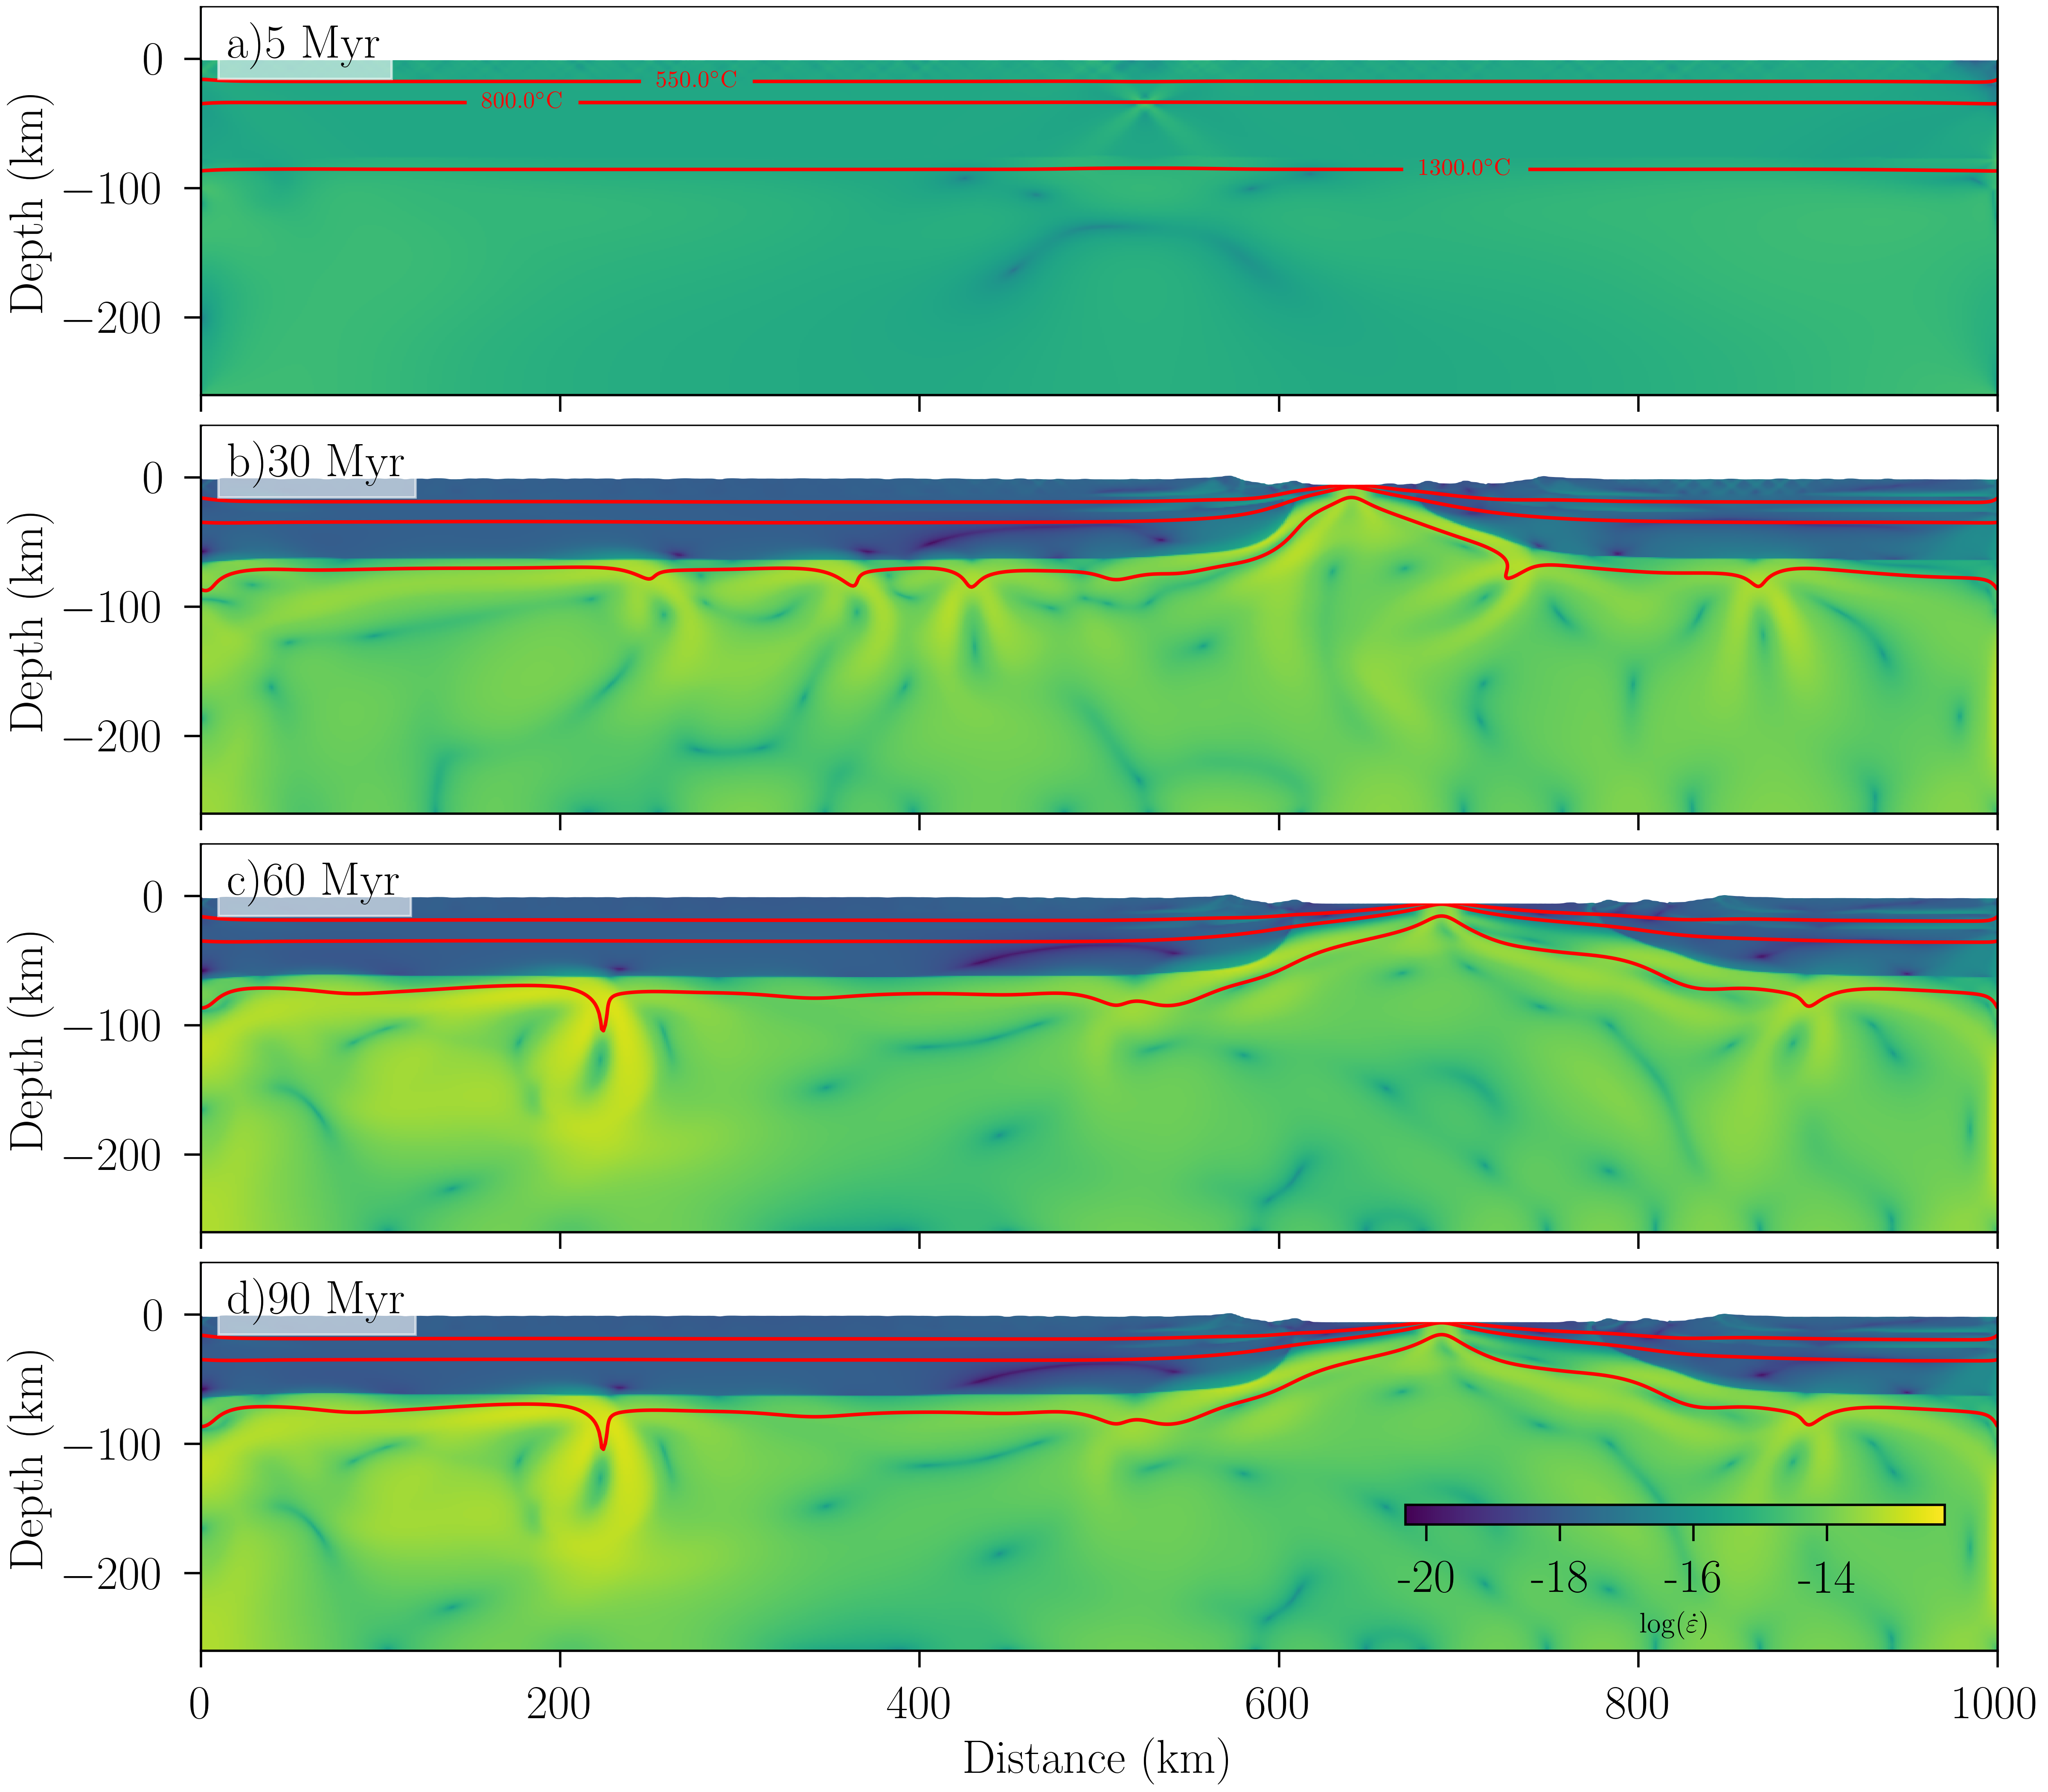 a)5 Myr
0
−100
−200
Depth (km)
550.0°C
800.0°C
1300.0°C
b)30 Myr
0
−100
−200
Depth (km)
c)60 Myr
0
−100
−200
Depth (km)
d)90 Myr
0
−100
−200
Depth (km)
-20 -18 -16 -14
log(ε̇)
0 200 400 600 800 1000
Distance (km)